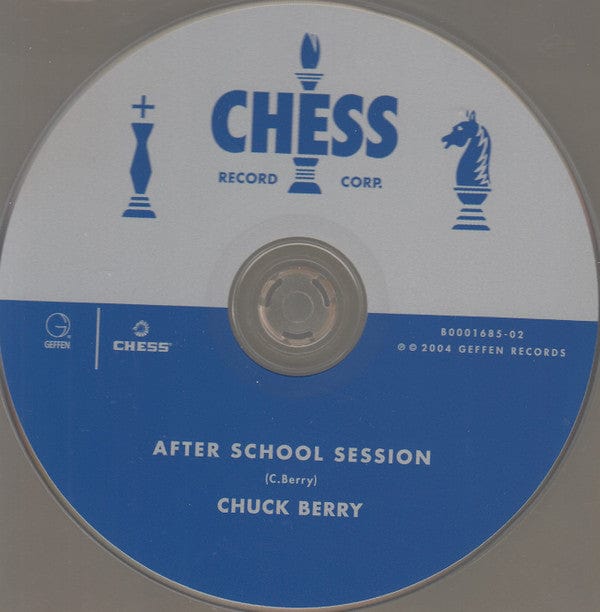 CHESS
RECORD CORP.
GEFFEN
CHESS
B0001685-02
℗ © 2004 GEFFEN RECORDS
AFTER SCHOOL SESSION
(C.Berry)
CHUCK BERRY